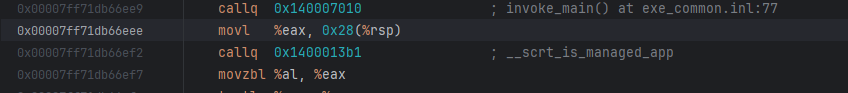 0x00007ff71db66ee9 callq 0x140007010 ; invoke_main() at exe_common.inl:77
0x00007ff71db66eee movl %eax, 0x28(%rsp)
0x00007ff71db66ef2 callq 0x1400013b1 ; __scrt_is_managed_app
0x00007ff71db66ef7 movzbl %al, %eax